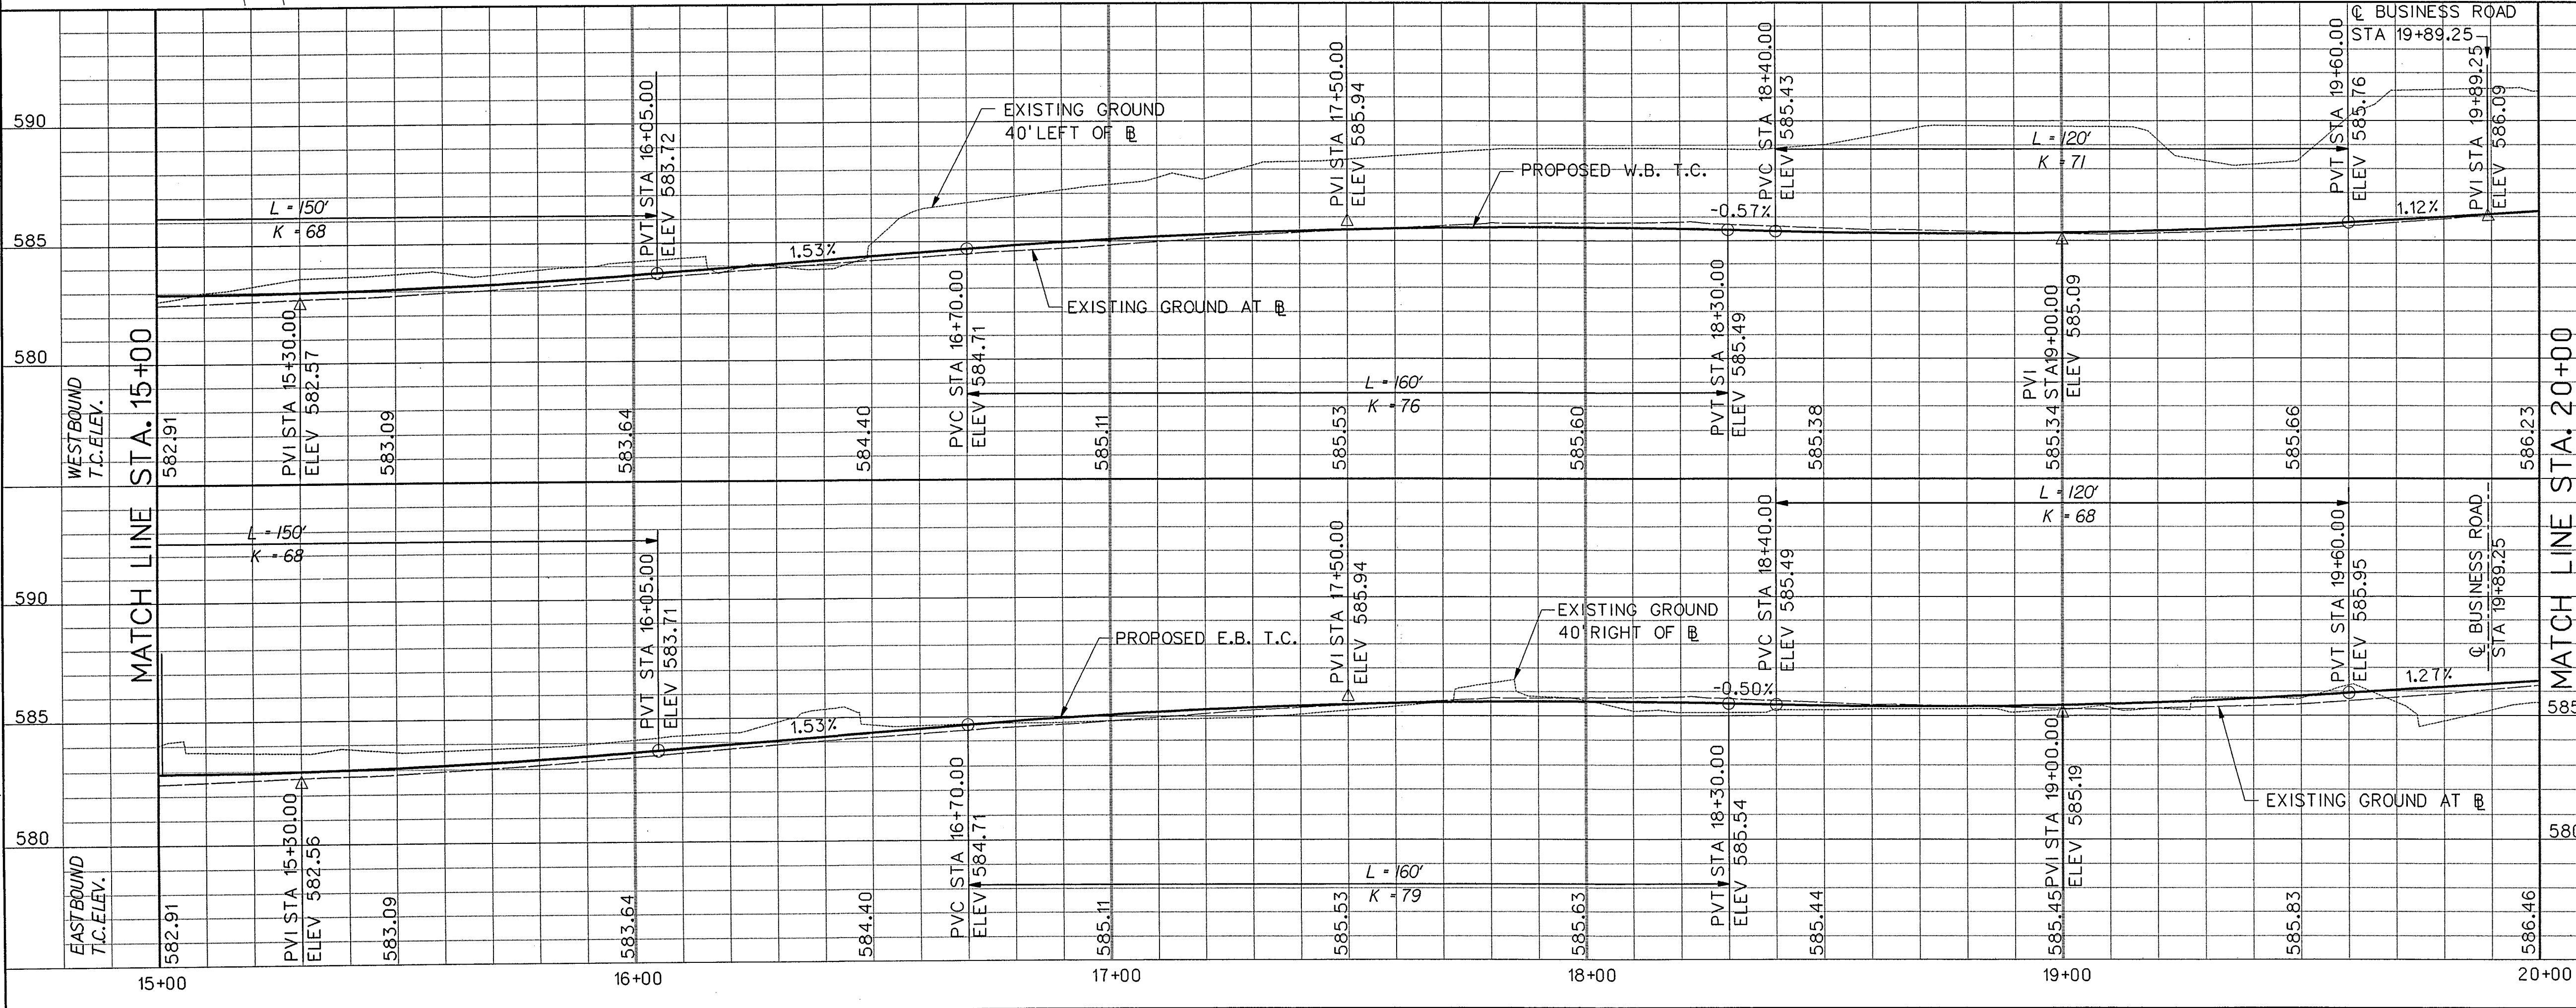 ℄ BUSINESS ROAD
STA 19+89.25
590
585
580
WESTBOUND
T.C.ELEV.
MATCH LINE STA. 15+00
L = 150'
K = 68
PVI STA 15+30.00
ELEV 582.57
PVT STA 16+05.00
ELEV 583.72
1.53%
EXISTING GROUND
40' LEFT OF BL
PVC STA 16+70.00
ELEV 584.71
EXISTING GROUND AT BL
L = 160'
K = 76
PVI STA 17+50.00
ELEV 585.94
PROPOSED W.B. T.C.
-0.57%
PVT STA 18+30.00
ELEV 585.49
PVC STA 18+40.00
ELEV 585.43
L = 120'
K = 71
PVI
STA 19+00.00
ELEV 585.09
PVT STA 19+60.00
ELEV 585.76
1.12%
PVI STA 19+89.25
ELEV 586.09
582.91
583.09
583.64
584.40
585.11
585.53
585.60
585.38
585.34
585.66
586.23
MATCH LINE STA. 20+00
590
585
580
EASTBOUND
T.C.ELEV.
L = 150'
K = 68
PVI STA 15+30.00
ELEV 582.56
PVT STA 16+05.00
ELEV 583.71
1.53%
PVC STA 16+70.00
ELEV 584.71
PROPOSED E.B. T.C.
L = 160'
K = 79
PVI STA 17+50.00
ELEV 585.94
EXISTING GROUND
40' RIGHT OF BL
-0.50%
PVT STA 18+30.00
ELEV 585.54
PVC STA 18+40.00
ELEV 585.49
L = 120'
K = 68
PVI STA 19+00.00
ELEV 585.19
PVT STA 19+60.00
ELEV 585.95
℄ BUSINESS ROAD
STA 19+89.25
1.27%
EXISTING GROUND AT BL
585
580
582.91
583.09
583.64
584.40
585.11
585.53
585.63
585.44
585.45
585.83
586.46
15+00
16+00
17+00
18+00
19+00
20+00